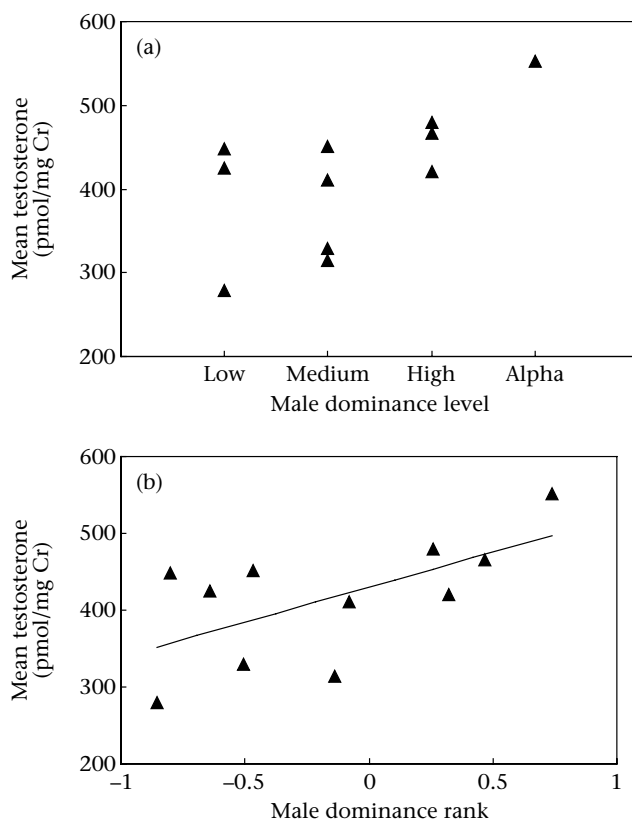 600
(a)
500
400
300
200
Mean testosterone
(pmol/mg Cr)
Low Medium High Alpha
Male dominance level
600
(b)
500
400
300
200
Mean testosterone
(pmol/mg Cr)
–1 –0.5 0 0.5 1
Male dominance rank